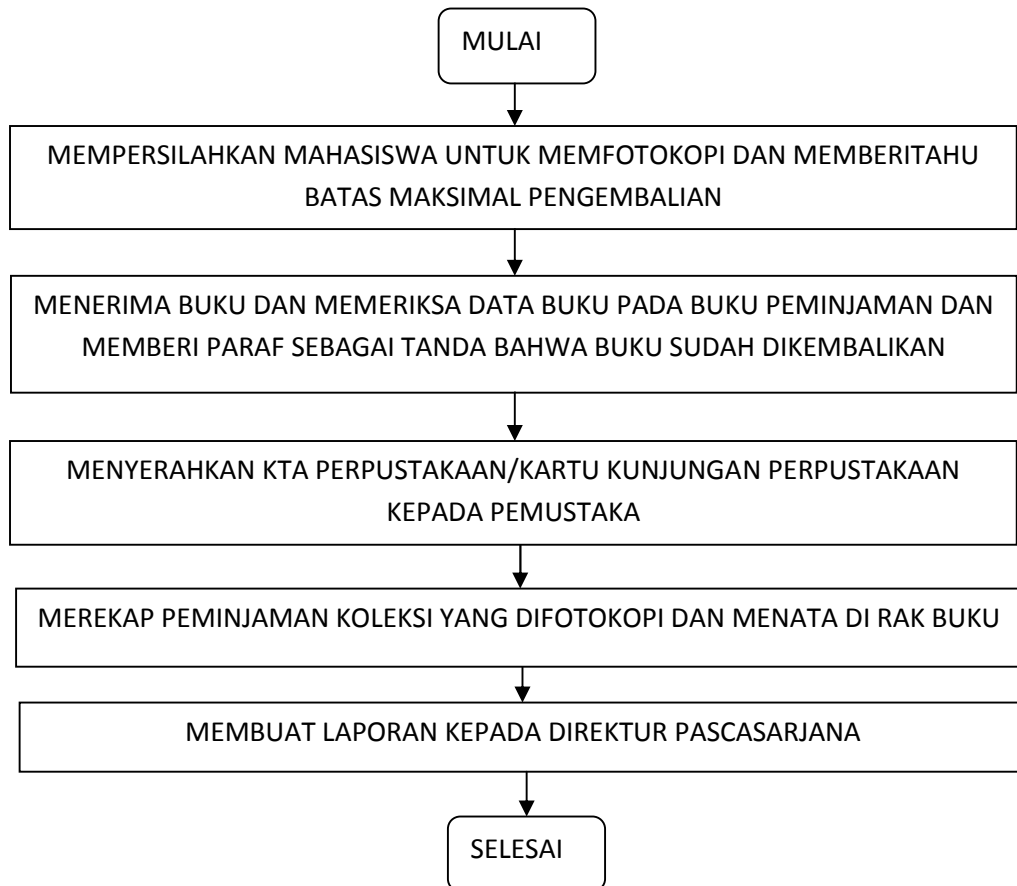 MULAI
MEMPERSILAHKAN MAHASISWA UNTUK MEMFOTOKOPI DAN MEMBERITAHU
BATAS MAKSIMAL PENGEMBALIAN
MENERIMA BUKU DAN MEMERIKSA DATA BUKU PADA BUKU PEMINJAMAN DAN
MEMBERI PARAF SEBAGAI TANDA BAHWA BUKU SUDAH DIKEMBALIKAN
MENYERAHKAN KTA PERPUSTAKAAN/KARTU KUNJUNGAN PERPUSTAKAAN
KEPADA PEMUSTAKA
MEREKAP PEMINJAMAN KOLEKSI YANG DIFOTOKOPI DAN MENATA DI RAK BUKU
MEMBUAT LAPORAN KEPADA DIREKTUR PASCASARJANA
SELESAI